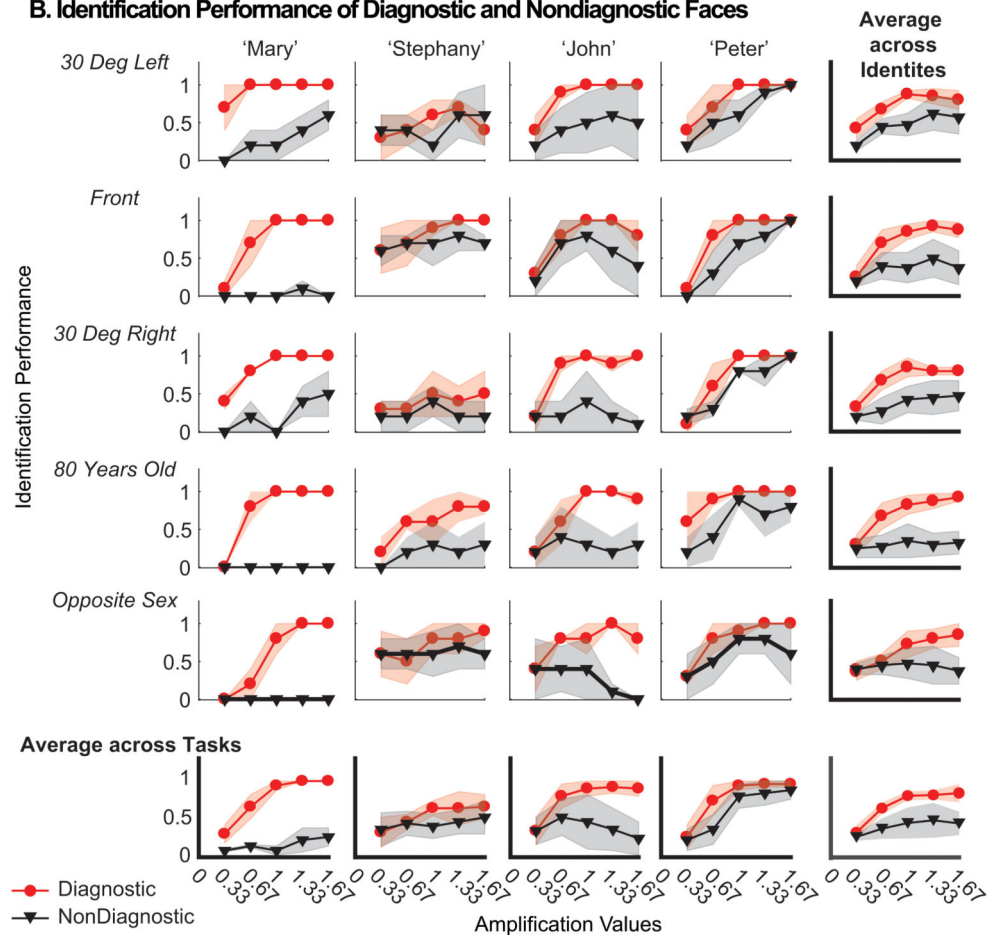 B. Identification Performance of Diagnostic and Nondiagnostic Faces
'Mary' 'Stephany' 'John' 'Peter' Average
across
Identites
30 Deg Left
1
0.5
0
Front
1
0.5
0
30 Deg Right
1
0.5
0
80 Years Old
1
0.5
0
Opposite Sex
1
0.5
0
Identification Performance
Average across Tasks
1
0.5
0
0 0.33 .67 1 1.33 1.67 0 0.33 .67 1 1.33 1.67 0 0.33 .67 1 1.33 1.67 0 0.33 .67 1 1.33 1.67 0 0.33 .67 1 1.33 1.67
Diagnostic
NonDiagnostic
Amplification Values